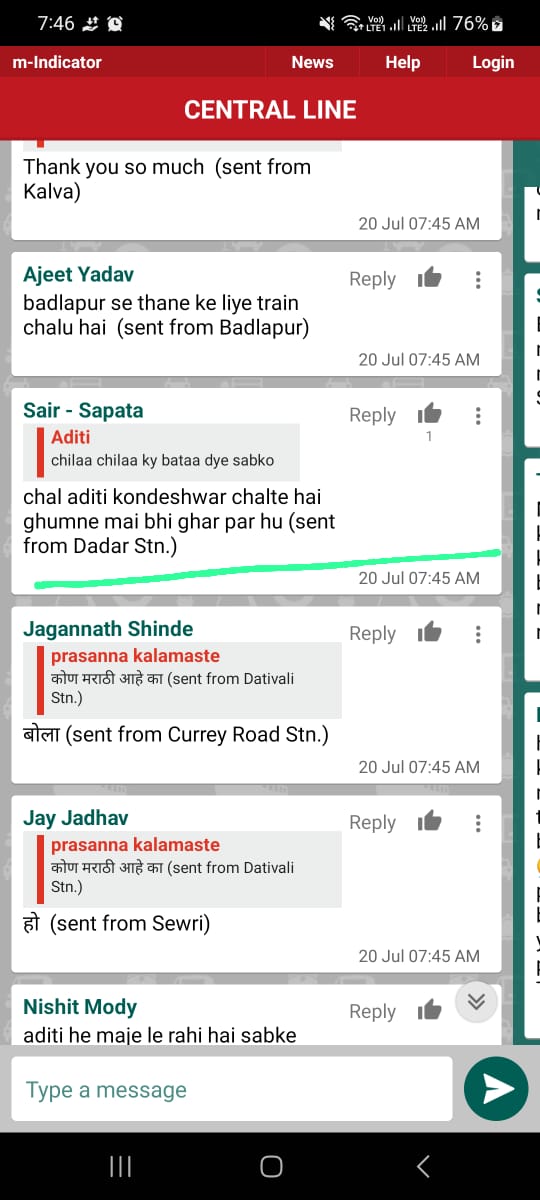 7:46 Vo) LTE1 Vo) LTE2 76%
m-Indicator News Help Login
CENTRAL LINE
Thank you so much (sent from
Kalva)
20 Jul 07:45 AM
Ajeet Yadav Reply
badlapur se thane ke liye train
chalu hai (sent from Badlapur)
20 Jul 07:45 AM
Sair - Sapata Reply 1
Aditi
chilaa chilaa ky bataa dye sabko
chal aditi kondeshwar chalte hai
ghumne mai bhi ghar par hu (sent
from Dadar Stn.)
20 Jul 07:45 AM
Jagannath Shinde Reply
prasanna kalamaste
कोण मराठी आहे का (sent from Dativali
Stn.)
बोला (sent from Currey Road Stn.)
20 Jul 07:45 AM
Jay Jadhav Reply
prasanna kalamaste
कोण मराठी आहे का (sent from Dativali
Stn.)
हो (sent from Sewri)
20 Jul 07:45 AM
Nishit Mody Reply
aditi he maje le rahi hai sabke
Type a message